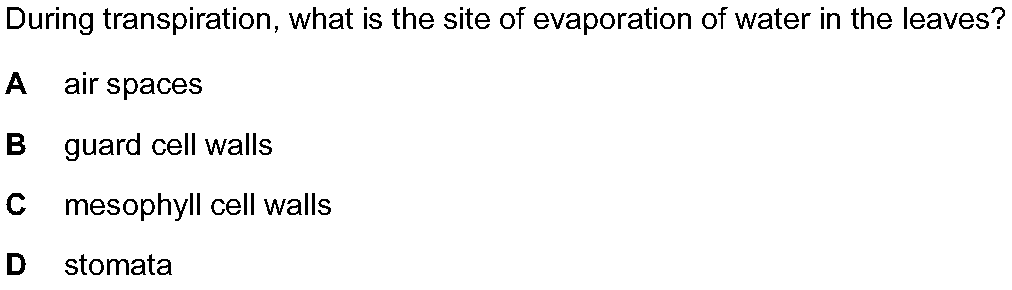 During transpiration, what is the site of evaporation of water in the leaves?
A air spaces
B guard cell walls
C mesophyll cell walls
D stomata